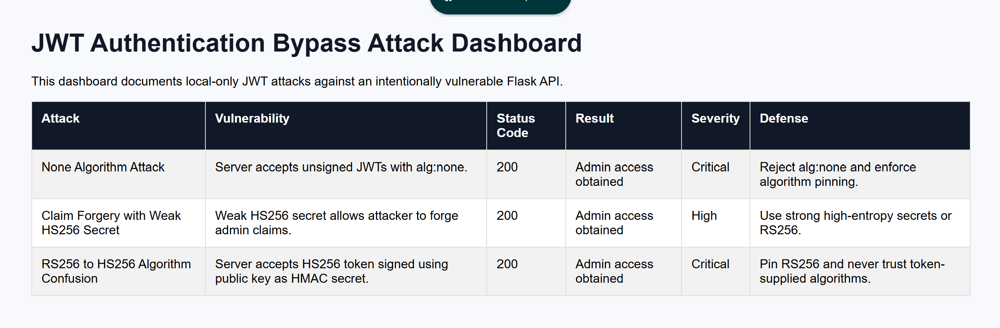 JWT Authentication Bypass Attack Dashboard
This dashboard documents local-only JWT attacks against an intentionally vulnerable Flask API.
Attack Vulnerability Status Code Result Severity Defense
None Algorithm Attack Server accepts unsigned JWTs with alg:none. 200 Admin access obtained Critical Reject alg:none and enforce algorithm pinning.
Claim Forgery with Weak HS256 Secret Weak HS256 secret allows attacker to forge admin claims. 200 Admin access obtained High Use strong high-entropy secrets or RS256.
RS256 to HS256 Algorithm Confusion Server accepts HS256 token signed using public key as HMAC secret. 200 Admin access obtained Critical Pin RS256 and never trust token-supplied algorithms.